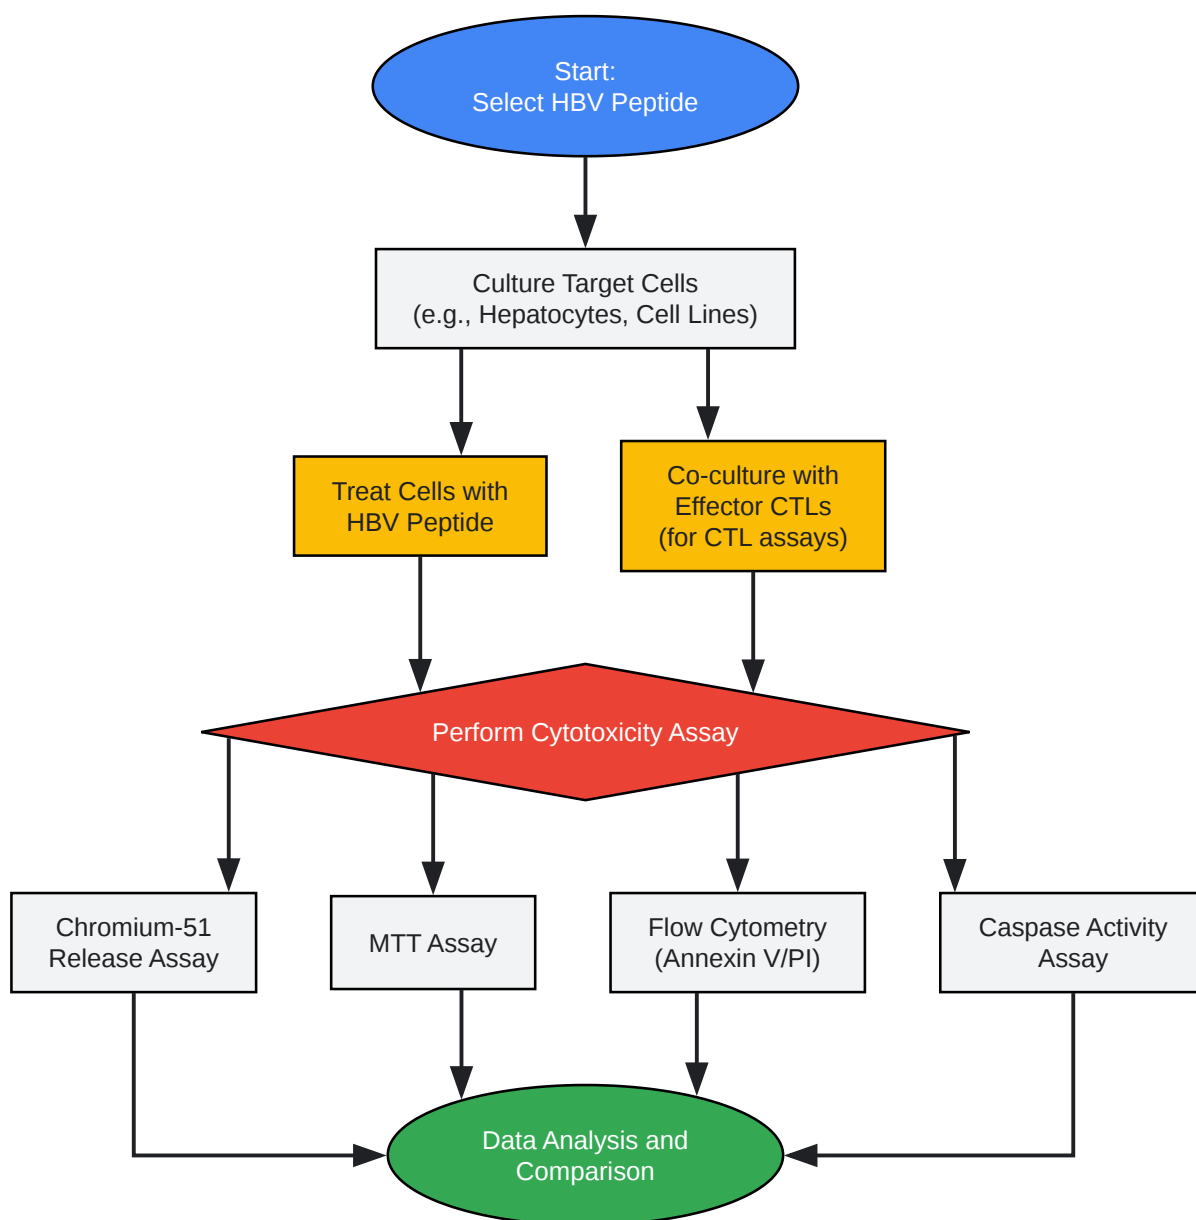 Start:
Select HBV Peptide
Culture Target Cells
(e.g., Hepatocytes, Cell Lines)
Treat Cells with
HBV Peptide
Co-culture with
Effector CTLs
(for CTL assays)
Perform Cytotoxicity Assay
Chromium-51
Release Assay
MTT Assay
Flow Cytometry
(Annexin V/PI)
Caspase Activity
Assay
Data Analysis and
Comparison